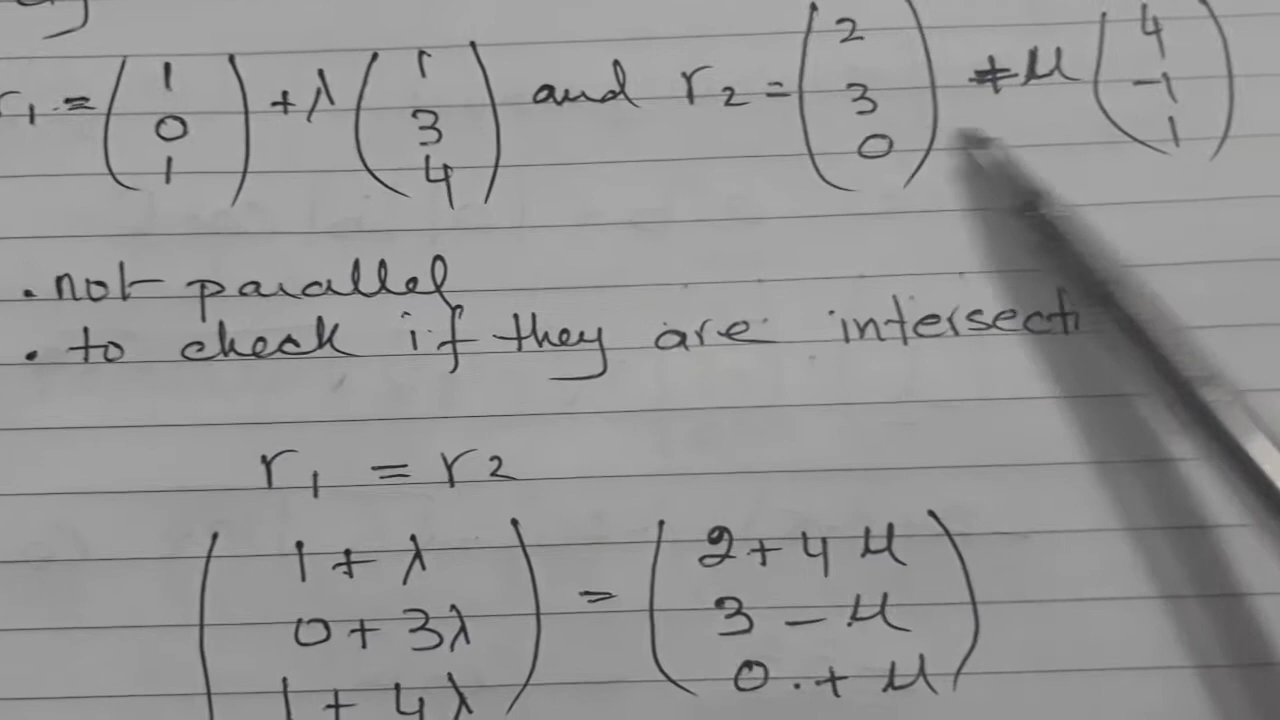 r₁ = (1 0 1) + λ (1 3 4) and r₂ = (2 3 0) + μ (4 -1 1)
. not parallel
. to check if they are intersect
r₁ = r₂
(1 + λ) = (2 + 4μ)
0 + 3λ 3 - μ
1 + 4λ 0 . + μ